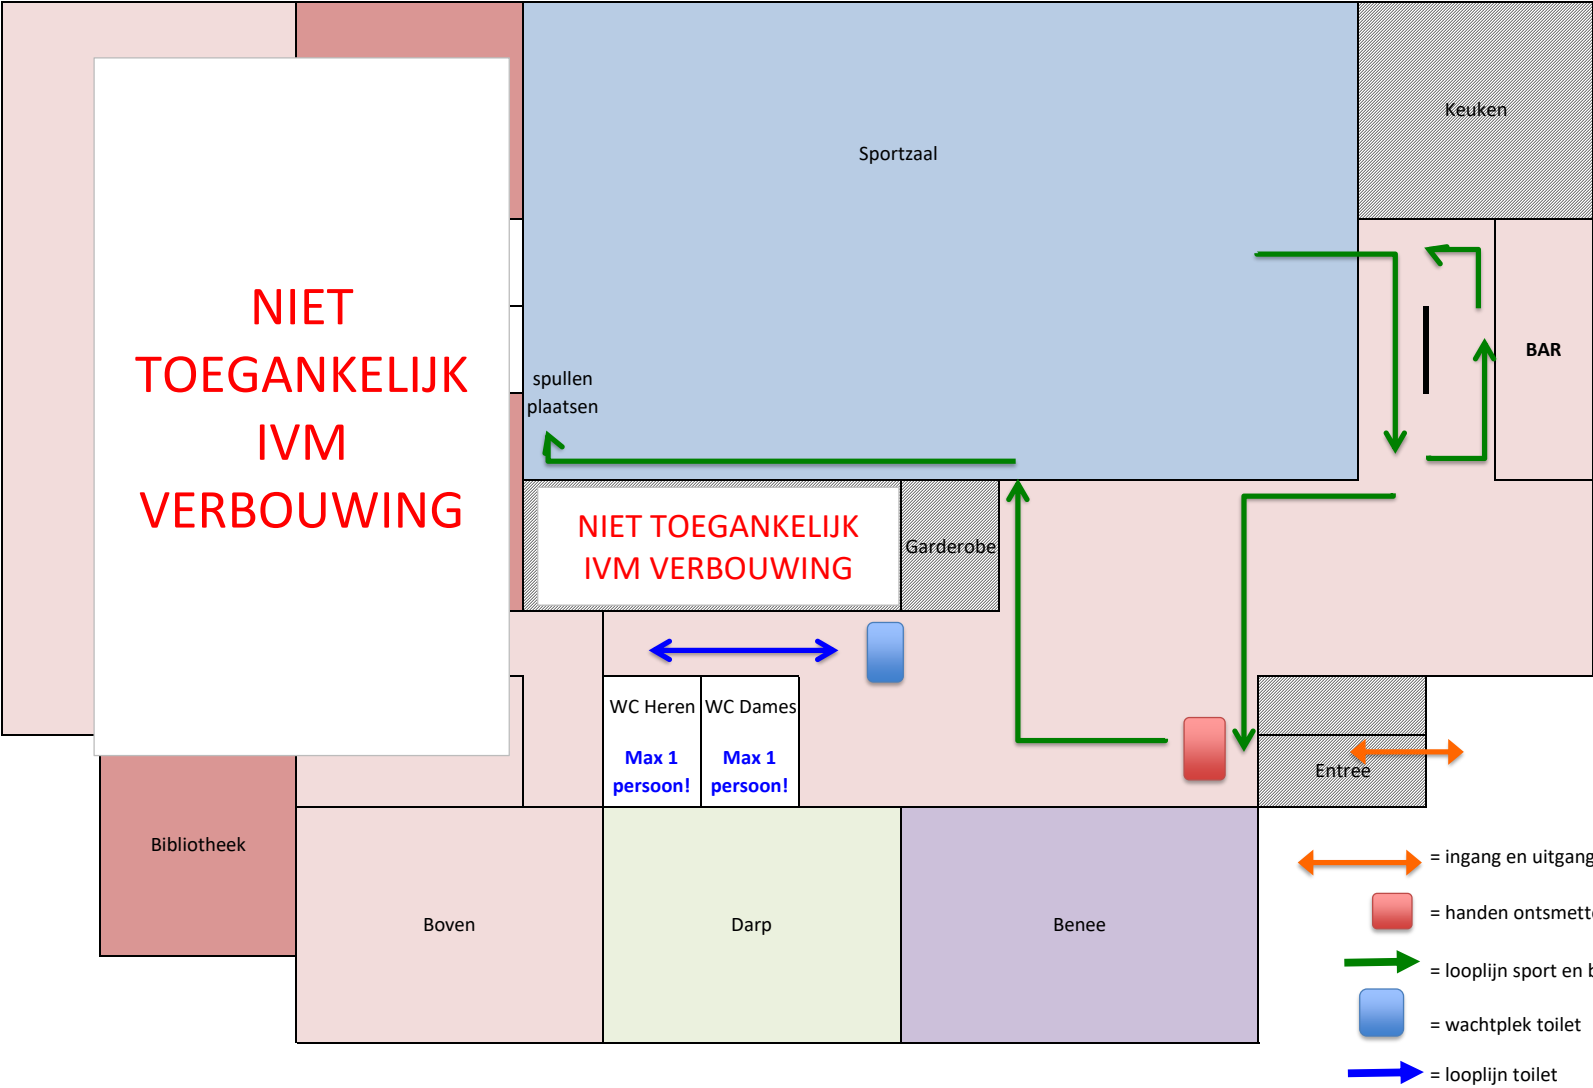 Keuken
Sportzaal
NIET
TOEGANKELIJK
IVM
VERBOUWING
BAR
spullen
plaatsen
NIET TOEGANKELIJK
IVM VERBOUWING
Garderobe
WC Heren
Max 1
persoon!
WC Dames
Max 1
persoon!
Entree
Bibliotheek
Boven
Darp
Benee
= ingang en uitgang
= handen
= looplijn sport en
= wachtplek toilet
= looplijn toilet